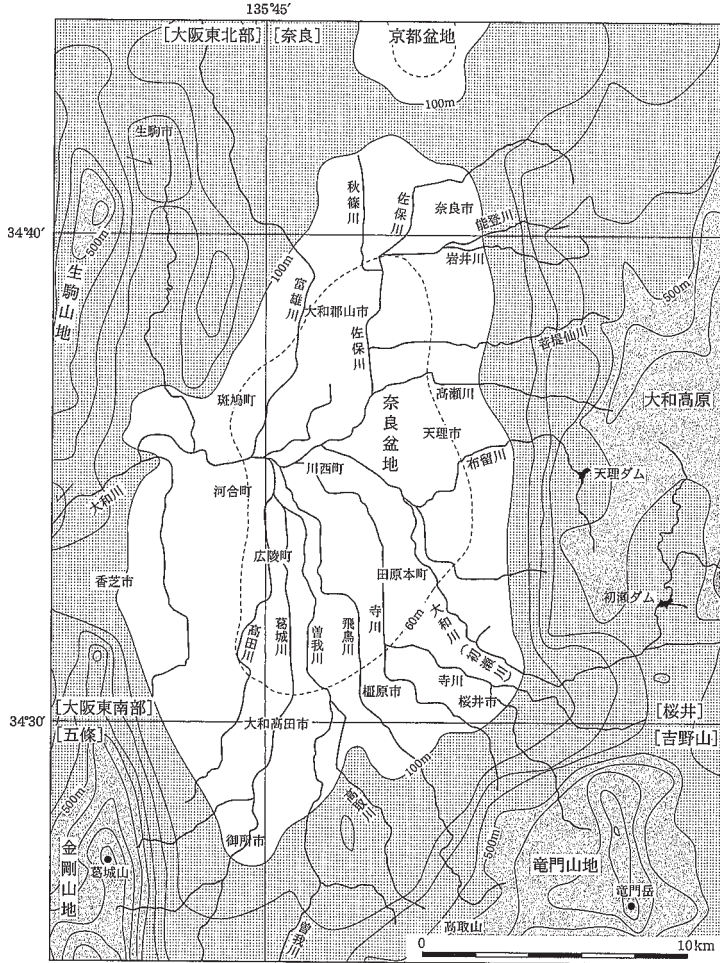 135°45′
[大阪東北部]
[奈良]
京都盆地
100m
生駒市
秋篠川
佐保川
奈良市
能登川
34°40′
岩井川
500m
生駒山地
100m
富雄川
大和郡山市
佐保川
500m
菩提仙川
大和高原
斑鳩町
高瀬川
奈良盆地
天理市
布留川
天理ダム
川西町
河合町
大和川
広陵町
香芝市
田原本町
初瀬ダム
60m
大和川(初瀬川)
高田川
葛城川
曽我川
飛鳥川
寺川
寺川
橿原市
桜井市
[大阪東南部]
[桜井]
34°30′
大和高田市
[五條]
[吉野山]
100m
500m
高取川
500m
御所市
金剛山地
葛城山
竜門山地
竜門岳
高取山
曽我川
0
10km